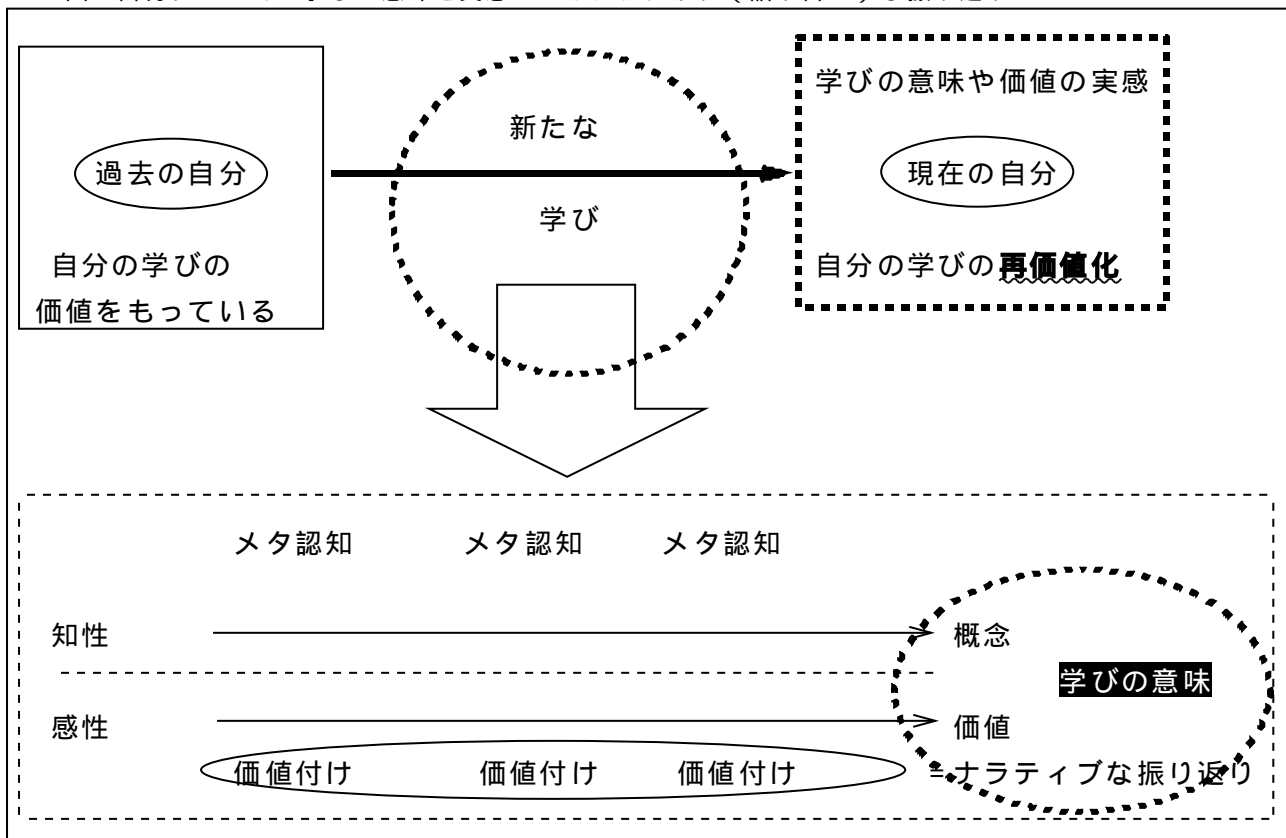 学びの意味や価値の実感
新たな
過去の自分
現在の自分
学び
自分の学びの
価値をもっている
自分の学びの再価値化
メタ認知 メタ認知 メタ認知
知性 概念
学びの意味
感性 価値
価値付け 価値付け 価値付け =ナラティブな振り返り